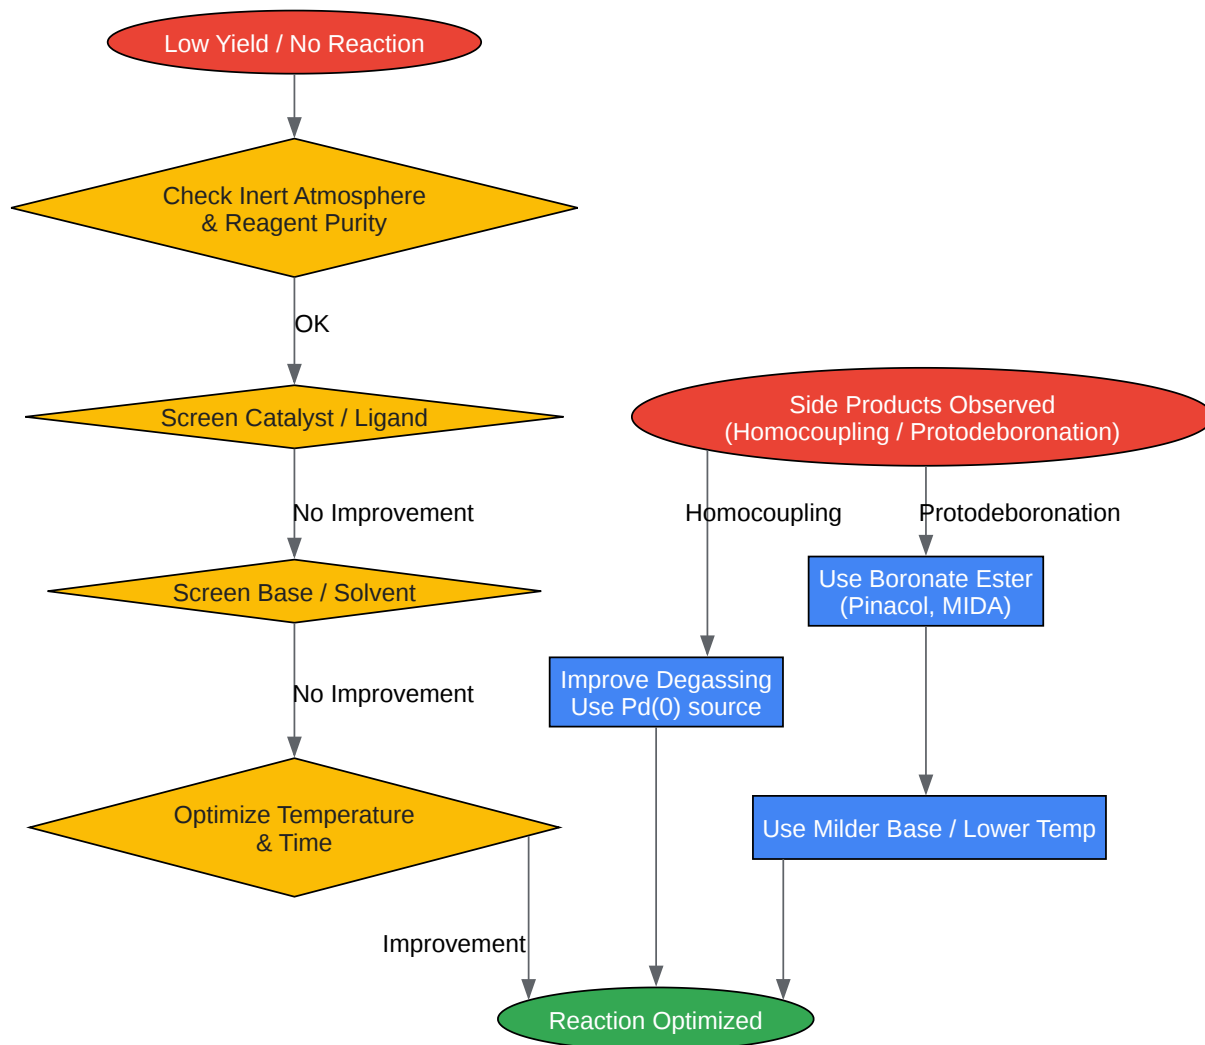 Low Yield / No Reaction
Check Inert Atmosphere
& Reagent Purity
OK
Screen Catalyst / Ligand
Side Products Observed
(Homocoupling / Protodeboronation)
No Improvement
Homocoupling
Protodeboronation
Screen Base / Solvent
Use Boronate Ester
(Pinacol, MIDA)
No Improvement
Improve Degassing
Use Pd(0) source
Optimize Temperature
& Time
Use Milder Base / Lower Temp
Improvement
Reaction Optimized